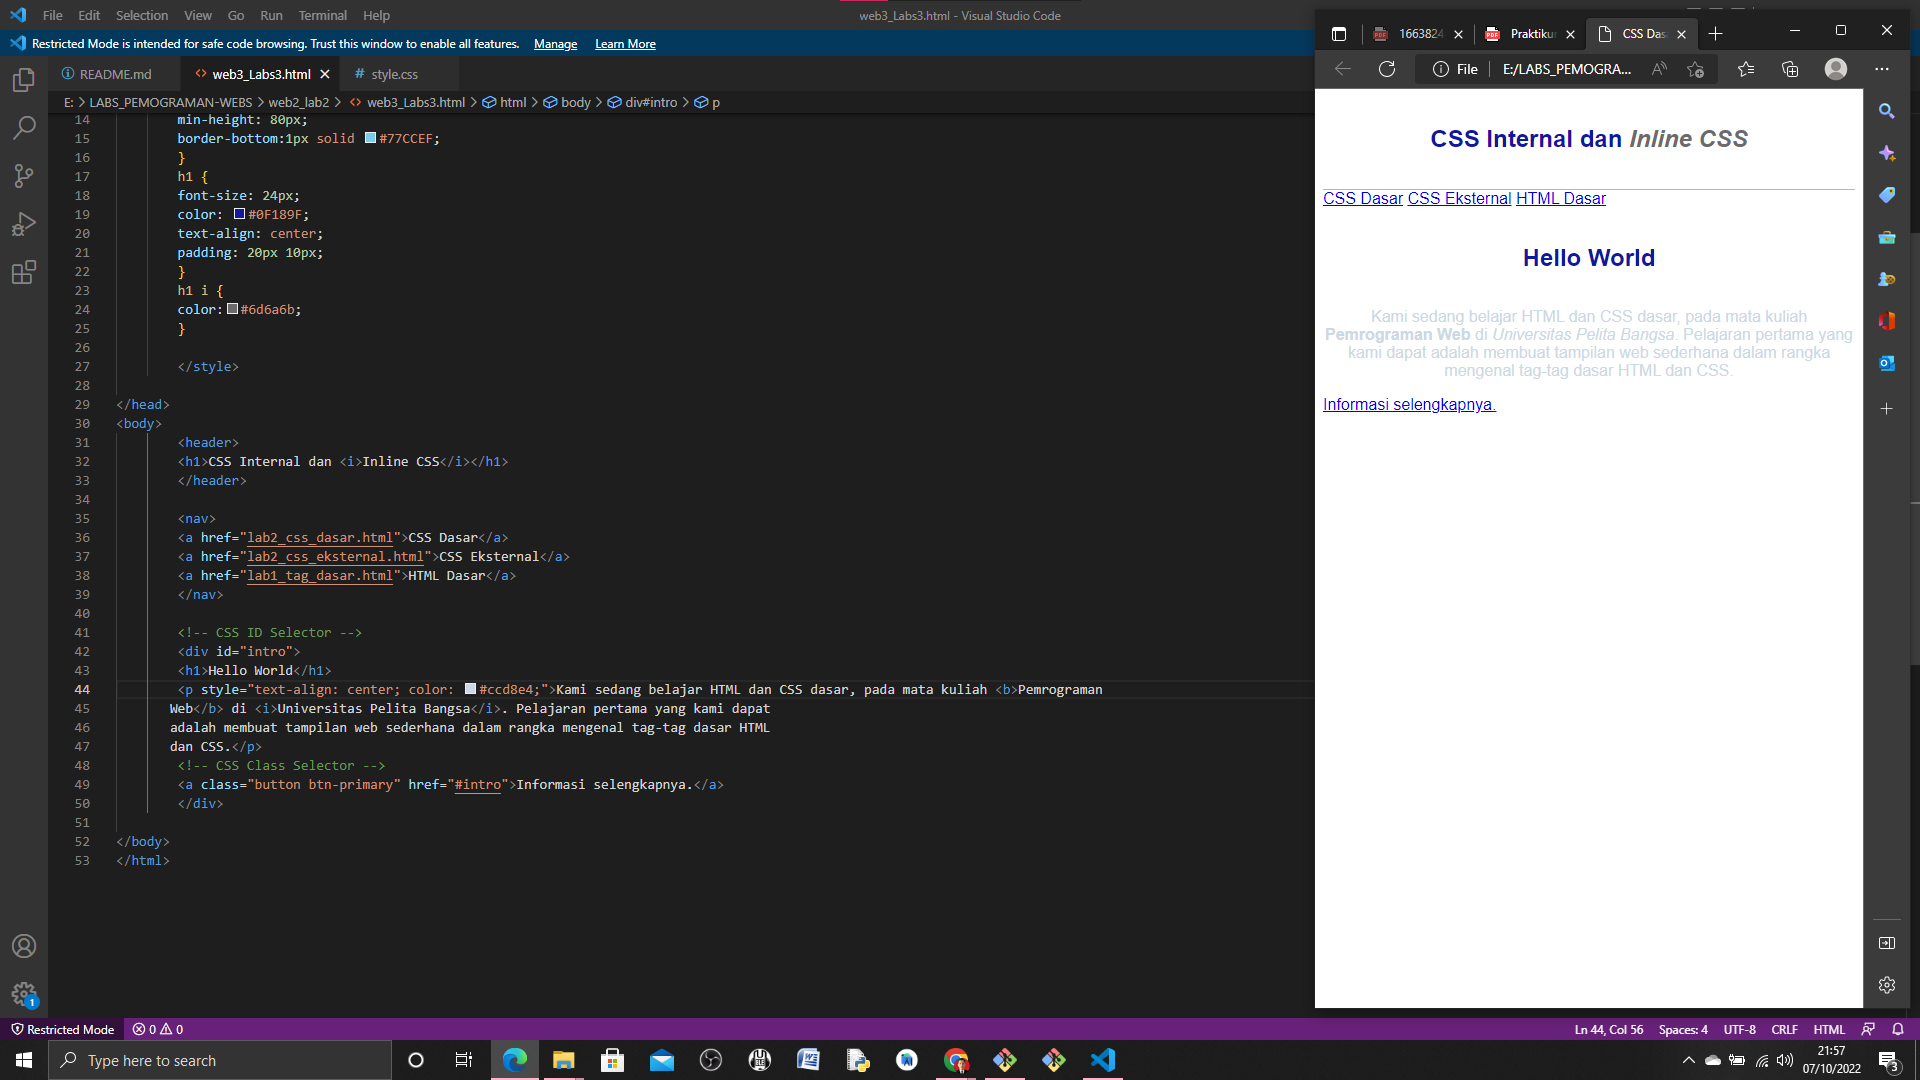 File Edit Selection View Go Run Terminal Help
web3_Labs3.html - Visual Studio Code
Restricted Mode is intended for safe code browsing. Trust this window to enable all features. Manage Learn More
README.md web3_Labs3.html style.css
E: > LABS_PEMOGRAMAN-WEBS > web2_lab2 > web3_Labs3.html > html > body > div#intro > p
14 min-height: 80px;
15 border-bottom:1px solid #77CCEF;
16 }
17 h1 {
18 font-size: 24px;
19 color: #0F189F;
20 text-align: center;
21 padding: 20px 10px;
22 }
23 h1 i {
24 color: #6d6a6b;
25 }
26
27 </style>
28
29 </head>
30 <body>
31 <header>
32 <h1>CSS Internal dan <i>Inline CSS</i></h1>
33 </header>
34
35 <nav>
36 <a href="lab2_css_dasar.html">CSS Dasar</a>
37 <a href="lab2_css_eksternal.html">CSS Eksternal</a>
38 <a href="lab1_tag_dasar.html">HTML Dasar</a>
39 </nav>
40
41 <!-- CSS ID Selector -->
42 <div id="intro">
43 <h1>Hello World</h1>
44 <p style="text-align: center; color: #ccd8e4;">Kami sedang belajar HTML dan CSS dasar, pada mata kuliah <b>Pemrograman
45 Web</b> di <i>Universitas Pelita Bangsa</i>. Pelajaran pertama yang kami dapat
46 adalah membuat tampilan web sederhana dalam rangka mengenal tag-tag dasar HTML
47 dan CSS.</p>
48 <!-- CSS Class Selector -->
49 <a class="button btn-primary" href="#intro">Informasi selengkapnya.</a>
50 </div>
51
52 </body>
53 </html>
1663824 Praktikum CSS Das
File E:/LABS_PEMOGRA...
CSS Internal dan Inline CSS
CSS Dasar CSS Eksternal HTML Dasar
Hello World
Kami sedang belajar HTML dan CSS dasar, pada mata kuliah
Pemrograman Web di Universitas Pelita Bangsa. Pelajaran pertama yang
kami dapat adalah membuat tampilan web sederhana dalam rangka
mengenal tag-tag dasar HTML dan CSS.
Informasi selengkapnya.
1
Restricted Mode 0 0
Ln 44, Col 56 Spaces: 4 UTF-8 CRLF HTML
Type here to search
21:57
07/10/2022
3